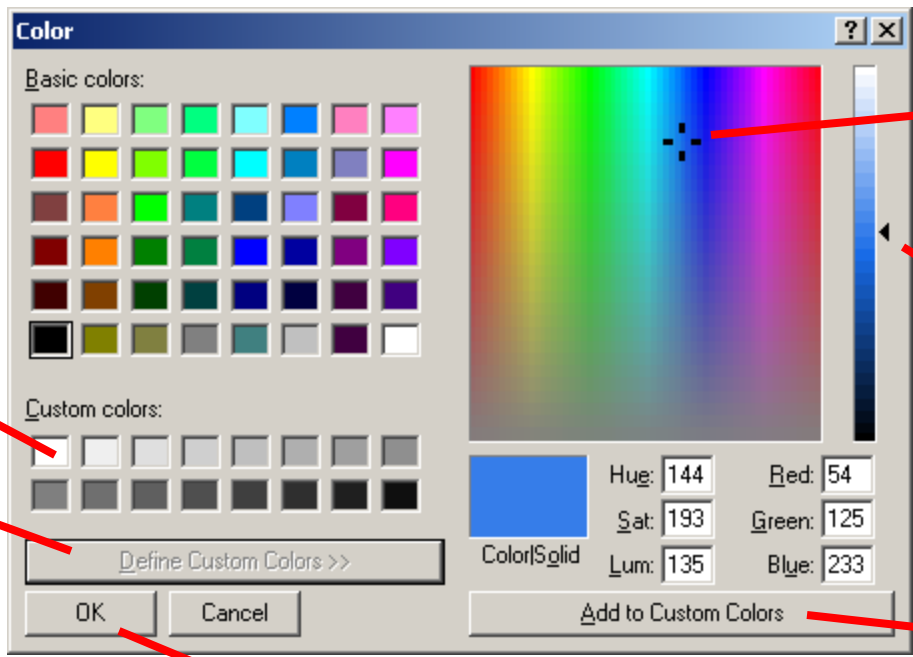 Color
Basic colors:
Custom colors:
Define Custom Colors >>
OK Cancel
Color|Solid
Hue: 144 Red: 54
Sat: 193 Green: 125
Lum: 135 Blue: 233
Add to Custom Colors